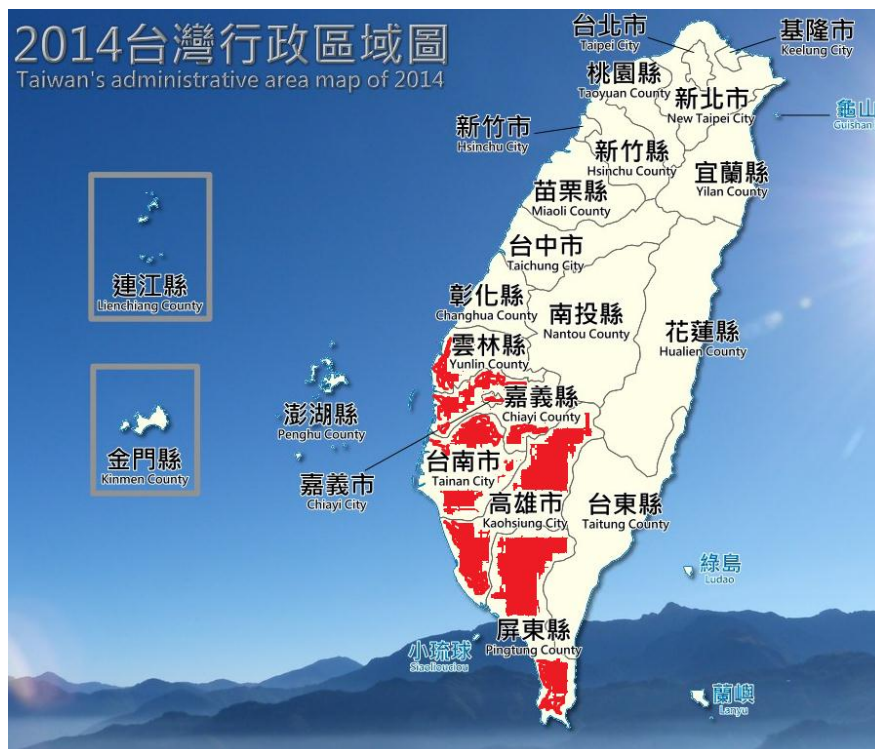 2014台灣行政區域圖
Taiwan's administrative area map of 2014
台北市
Taipei City
基隆市
Keelung City
桃園縣
Taoyuan County
新北市
New Taipei City
龜山
Guishan
新竹市
Hsinchu City
新竹縣
Hsinchu County
宜蘭縣
Yilan County
苗栗縣
Miaoli County
台中市
Taichung City
連江縣
Lienchiang County
彰化縣
Changhua County
南投縣
Nantou County
花蓮縣
Hualien County
雲林縣
Yunlin County
嘉義縣
Chiayi County
澎湖縣
Penghu County
金門縣
Kinmen County
台南市
Tainan City
嘉義市
Chiayi City
高雄市
Kaohsiung City
台東縣
Taitung County
綠島
Ludao
屏東縣
Pingtung County
小琉球
Siaoliouciou
蘭嶼
Lanyu